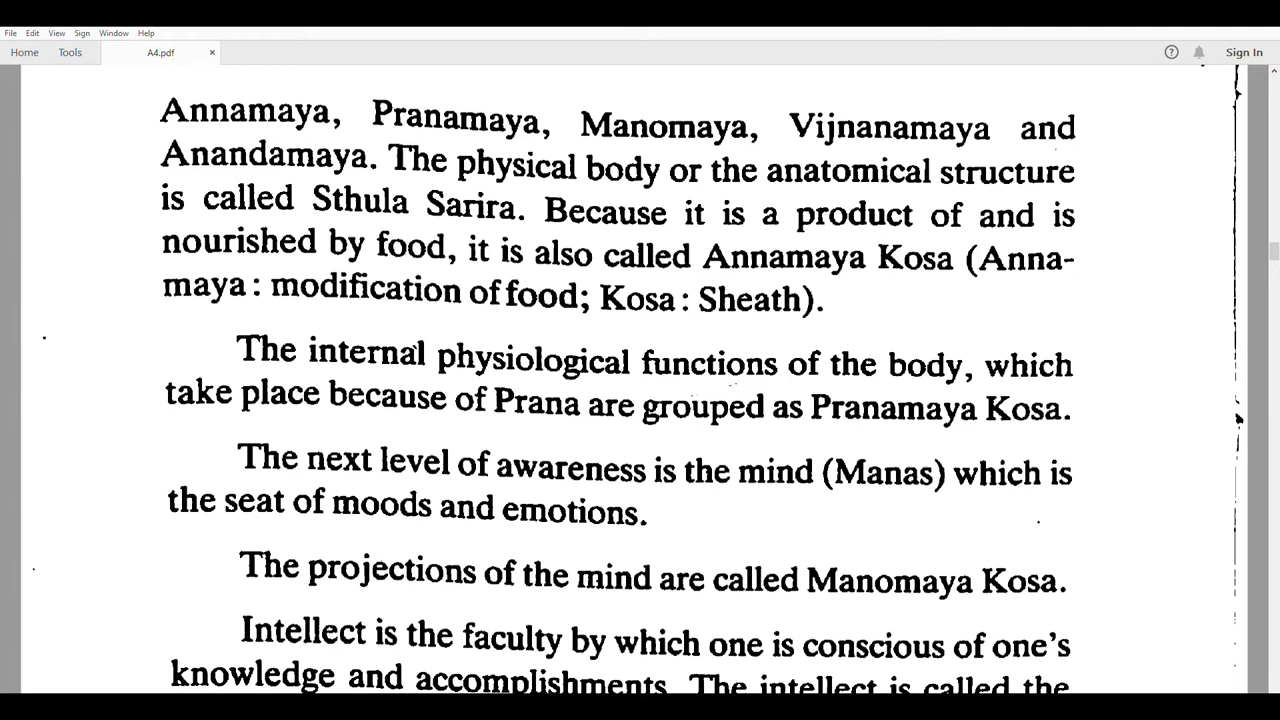 File Edit View Sign Window Help
Home Tools A4.pdf × ? Sign In
Annamaya, Pranamaya, Manomaya, Vijnanamaya and
Anandamaya. The physical body or the anatomical structure
is called Sthula Sarira. Because it is a product of and is
nourished by food, it is also called Annamaya Kosa (Anna-
maya : modification of food; Kosa : Sheath).
The internal physiological functions of the body, which
take place because of Prana are grouped as Pranamaya Kosa.
The next level of awareness is the mind (Manas) which is
the seat of moods and emotions.
The projections of the mind are called Manomaya Kosa.
Intellect is the faculty by which one is conscious of one's
knowledge and accomplishments. The intellect is called the